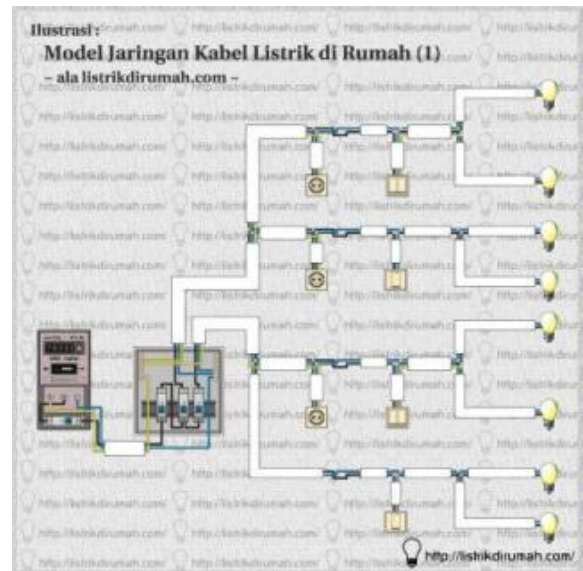 Ilustrasi :
Model Jaringan Kabel Listrik di Rumah (1)
– ala listrikdirumah.com –
http://listrikdirumah.com/